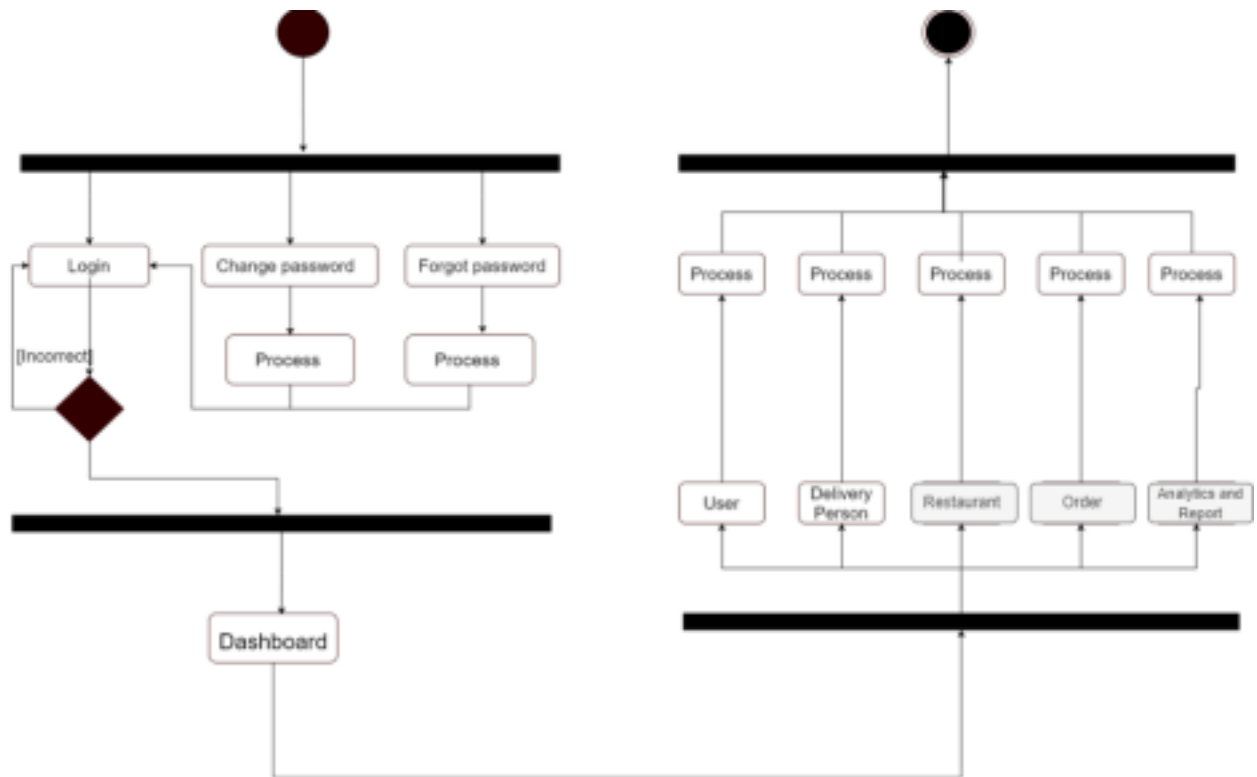 Login
Change password
Forgot password
[Incorrect]
Process
Process
Dashboard
Process
Process
Process
Process
Process
User
Delivery
Person
Restaurant
Order
Analytics and
Report